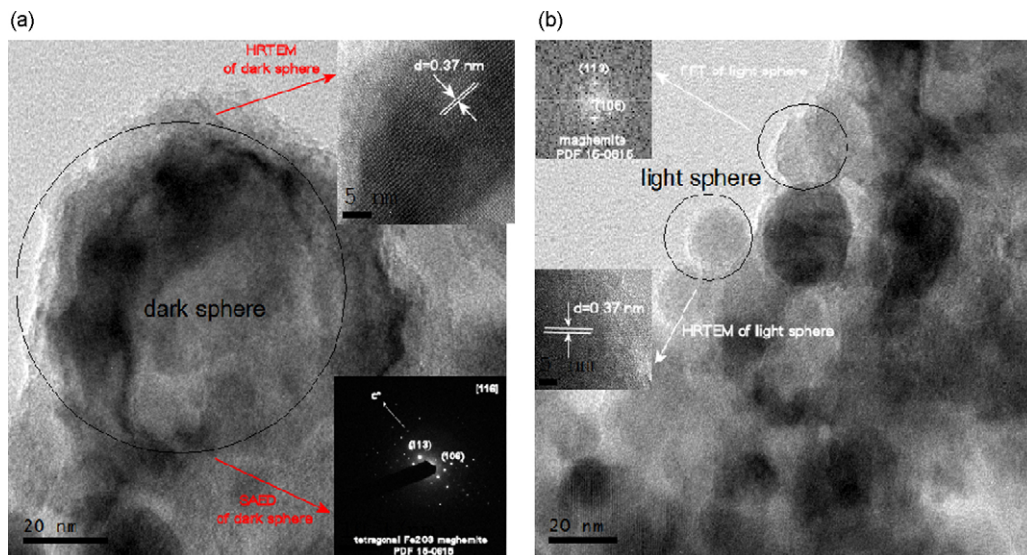 (a)
HRTEM
of dark sphere
d=0.37 nm
5 nm
dark sphere
[116]
c*
(113)
(106)
SAED
of dark sphere
tetragonal Fe2O3 maghemite
PDF 15-0615
20 nm
(b)
(113)
(106)
maghemite
PDF 15-0615
FFT of light sphere
light sphere
d=0.37 nm
5 nm
HRTEM of light sphere
20 nm